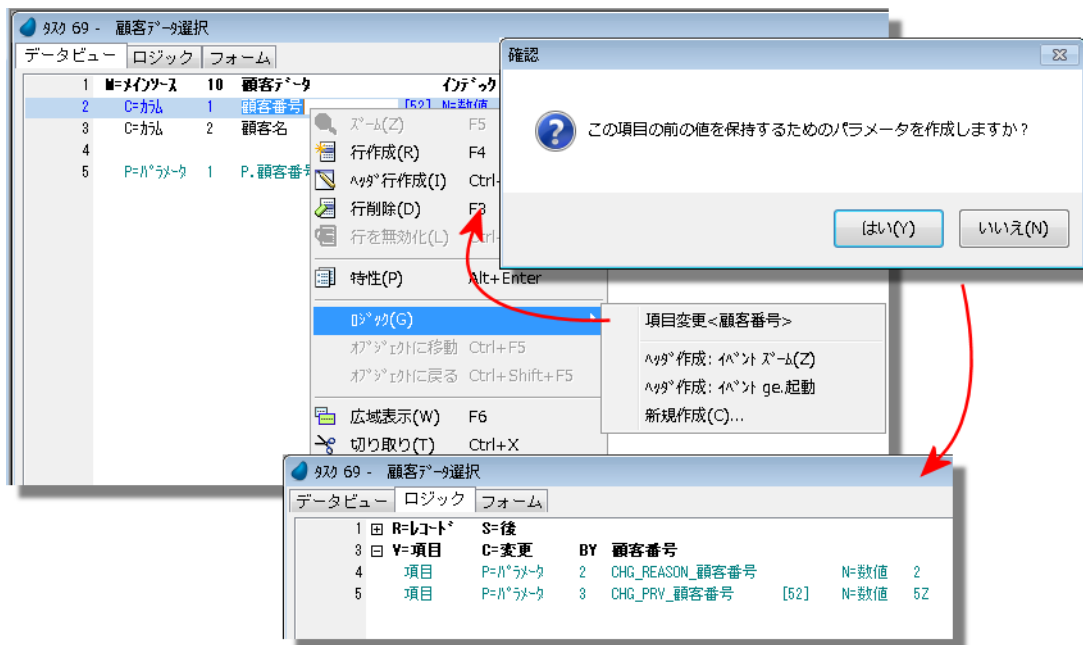 ﾀｽｸ 69 - 顧客ﾃﾞｰﾀ選択
データビュー ロジック フォーム
1 M=ﾒｲﾝｿｰｽ 10 顧客ﾃﾞｰﾀ ｲﾝﾃﾞｯｸ
2 C=ｶﾗﾑ 1 顧客番号 [52] N=数値
3 C=ｶﾗﾑ 2 顧客名
4
5 P=ﾊﾟﾗﾒｰﾀ 1 P.顧客番号
ｽﾞｰﾑ(Z) F5
行作成(R) F4
ﾍｯﾀﾞ行作成(I) Ctrl-
行削除(D) F3
行を無効化(L) Ctrl-
特性(P) Alt+Enter
ﾛｼﾞｯｸ(G)
ｵﾌﾞｼﾞｪｸﾄに移動 Ctrl+F5
ｵﾌﾞｼﾞｪｸﾄに戻る Ctrl+Shift+F5
広域表示(W) F6
切り取り(T) Ctrl+X
確認
この項目の前の値を保持するためのパラメータを作成しますか？
はい(Y) いいえ(N)
項目変更<顧客番号>
ﾍｯﾀﾞ作成: ｲﾍﾞﾝﾄ ｽﾞｰﾑ(Z)
ﾍｯﾀﾞ作成: ｲﾍﾞﾝﾄ ge.起動
新規作成(C)...
ﾀｽｸ 69 - 顧客ﾃﾞｰﾀ選択
データビュー ロジック フォーム
1 R=ﾚｺｰﾄﾞ S=後
3 V=項目 C=変更 BY 顧客番号
4 項目 P=ﾊﾟﾗﾒｰﾀ 2 CHG_REASON_顧客番号 N=数値 2
5 項目 P=ﾊﾟﾗﾒｰﾀ 3 CHG_PRV_顧客番号 [52] N=数値 5Z